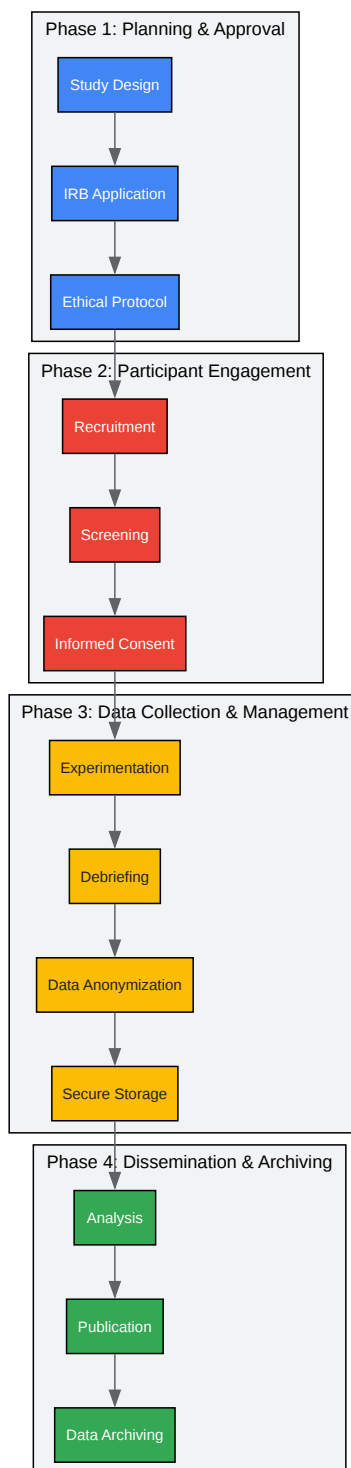 Phase 1: Planning & Approval
Study Design
IRB Application
Ethical Protocol
Phase 2: Participant Engagement
Recruitment
Screening
Informed Consent
Phase 3: Data Collection & Management
Experimentation
Debriefing
Data Anonymization
Secure Storage
Phase 4: Dissemination & Archiving
Analysis
Publication
Data Archiving